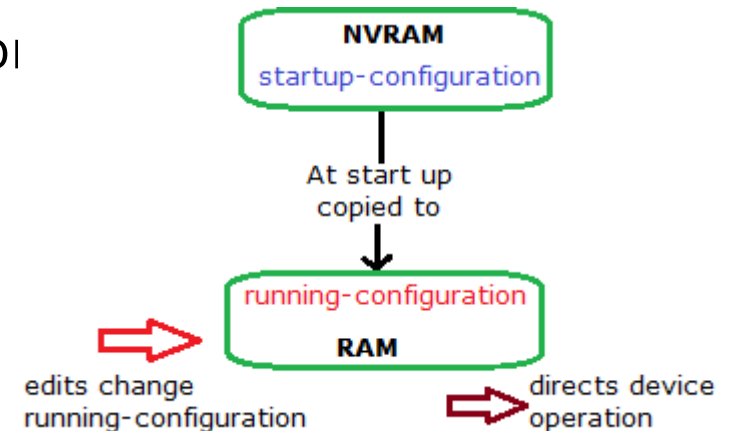 NVRAM
startup-configuration
At start up
copied to
running-configuration
RAM
edits change
running-configuration
directs device
operation